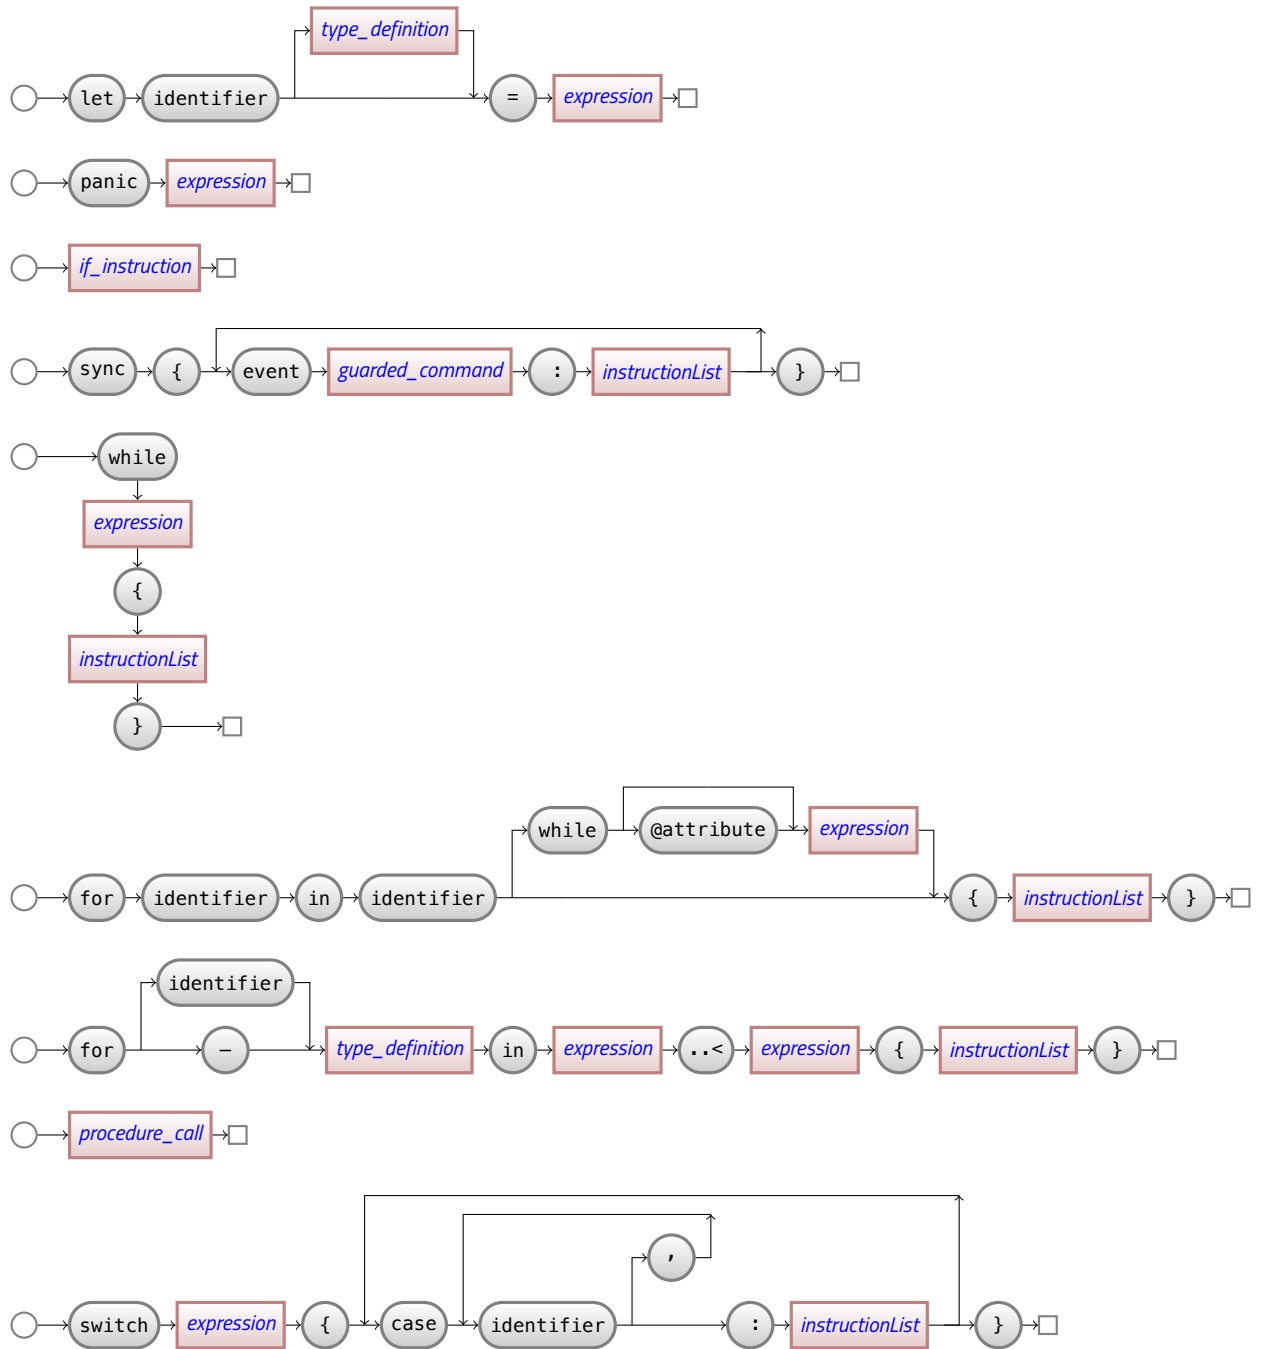 type_definition
let identifier = expression
panic expression
if_instruction
sync { event guarded_command : instructionList }
while
expression
{
instructionList
}
while @attribute expression
for identifier in identifier { instructionList }
identifier
for - type_definition in expression ..< expression { instructionList }
procedure_call
,
switch expression { case identifier : instructionList }